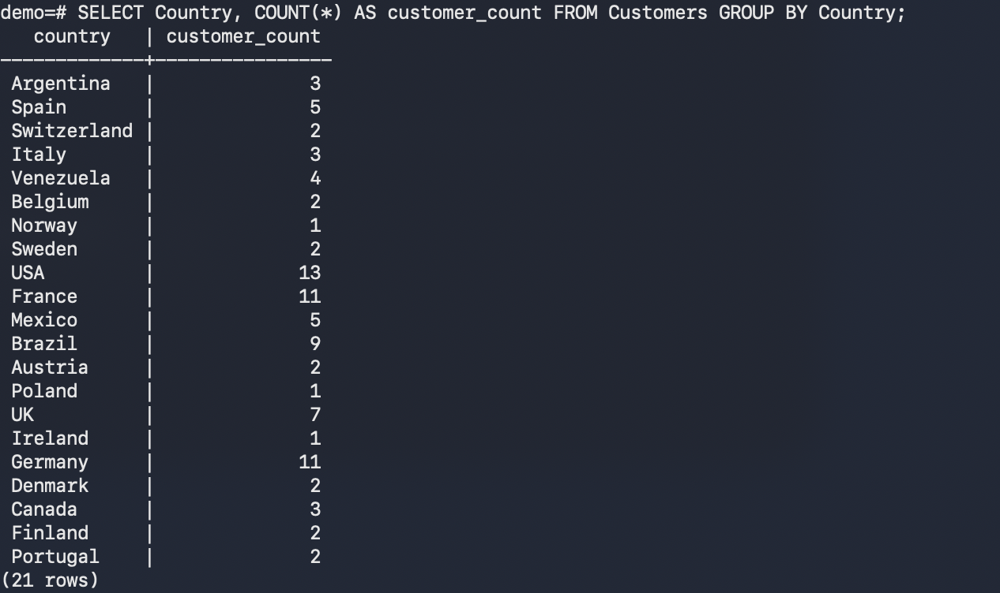 demo=# SELECT Country, COUNT(*) AS customer_count FROM Customers GROUP BY Country;
   country   | customer_count
-------------+----------------
 Argentina   |              3
 Spain       |              5
 Switzerland |              2
 Italy       |              3
 Venezuela   |              4
 Belgium     |              2
 Norway      |              1
 Sweden      |              2
 USA         |             13
 France      |             11
 Mexico      |              5
 Brazil      |              9
 Austria     |              2
 Poland      |              1
 UK          |              7
 Ireland     |              1
 Germany     |             11
 Denmark     |              2
 Canada      |              3
 Finland     |              2
 Portugal    |              2
(21 rows)